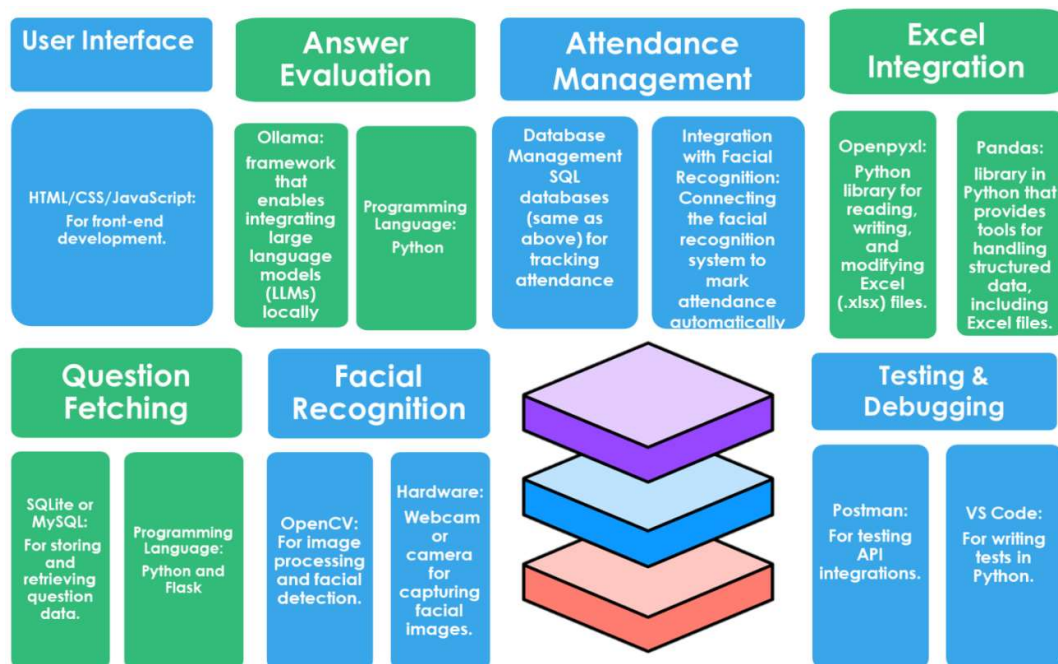 User Interface
HTML/CSS/JavaScript:
For front-end
development.
Answer
Evaluation
Ollama:
framework
that
enables
integrating
large
language
models
(LLMs)
locally
Programming
Language:
Python
Attendance
Management
Database
Management
SQL
databases
(same as
above) for
tracking
attendance
Integration
with Facial
Recognition:
Connecting
the facial
recognition
system to
mark
attendance
automatically
Excel
Integration
Openpyxl:
Python
library for
reading,
writing,
and
modifying
Excel
(.xlsx) files.
Pandas:
library in
Python that
provides
tools for
handling
structured
data,
including
Excel files.
Question
Fetching
SQLite or
MySQL:
For storing
and
retrieving
question
data.
Programming
Language:
Python and
Flask
Facial
Recognition
OpenCV:
For image
processing
and facial
detection.
Hardware:
Webcam
or
camera
for
capturing
facial
images.
Testing &
Debugging
Postman:
For testing
API
integrations.
VS Code:
For writing
tests in
Python.